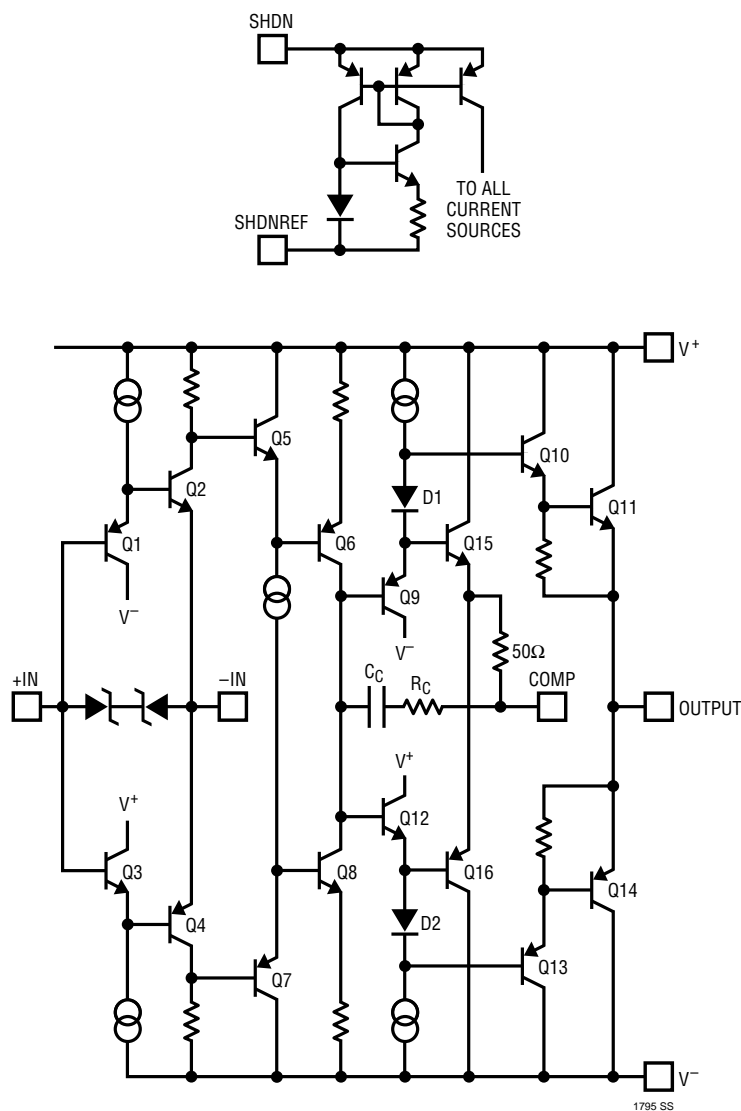 SHDN
TO ALL
CURRENT
SOURCES
SHDNREF
V+
Q5
Q10
Q2
D1
Q11
Q1
Q6
Q15
V−
Q9
V−
50Ω
+IN
−IN
CC
RC
COMP
OUTPUT
V+
V+
Q12
Q3
Q8
Q16
Q14
Q4
D2
Q7
Q13
V−
1795 SS